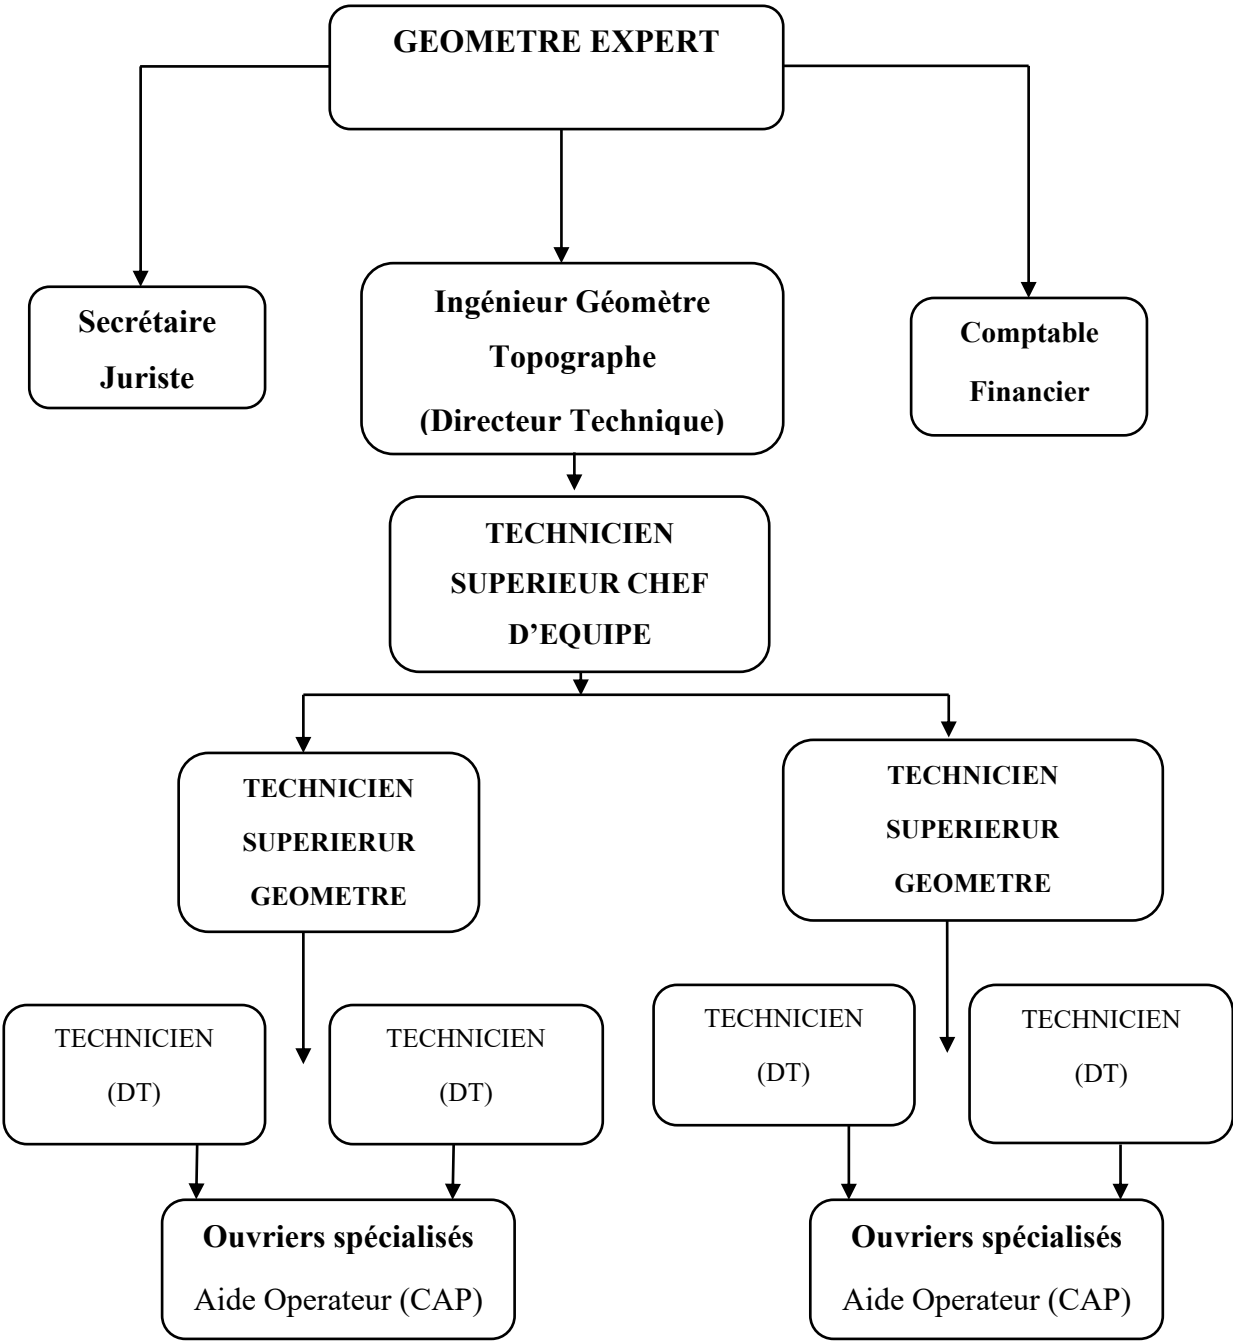 GEOMETRE EXPERT
Secrétaire
Juriste
Ingénieur Géomètre
Topographe
(Directeur Technique)
Comptable
Financier
TECHNICIEN
SUPERIEUR CHEF
D’EQUIPE
TECHNICIEN
SUPERIERUR
GEOMETRE
TECHNICIEN
SUPERIERUR
GEOMETRE
TECHNICIEN
(DT)
TECHNICIEN
(DT)
TECHNICIEN
(DT)
TECHNICIEN
(DT)
Ouvriers spécialisés
Aide Operateur (CAP)
Ouvriers spécialisés
Aide Operateur (CAP)